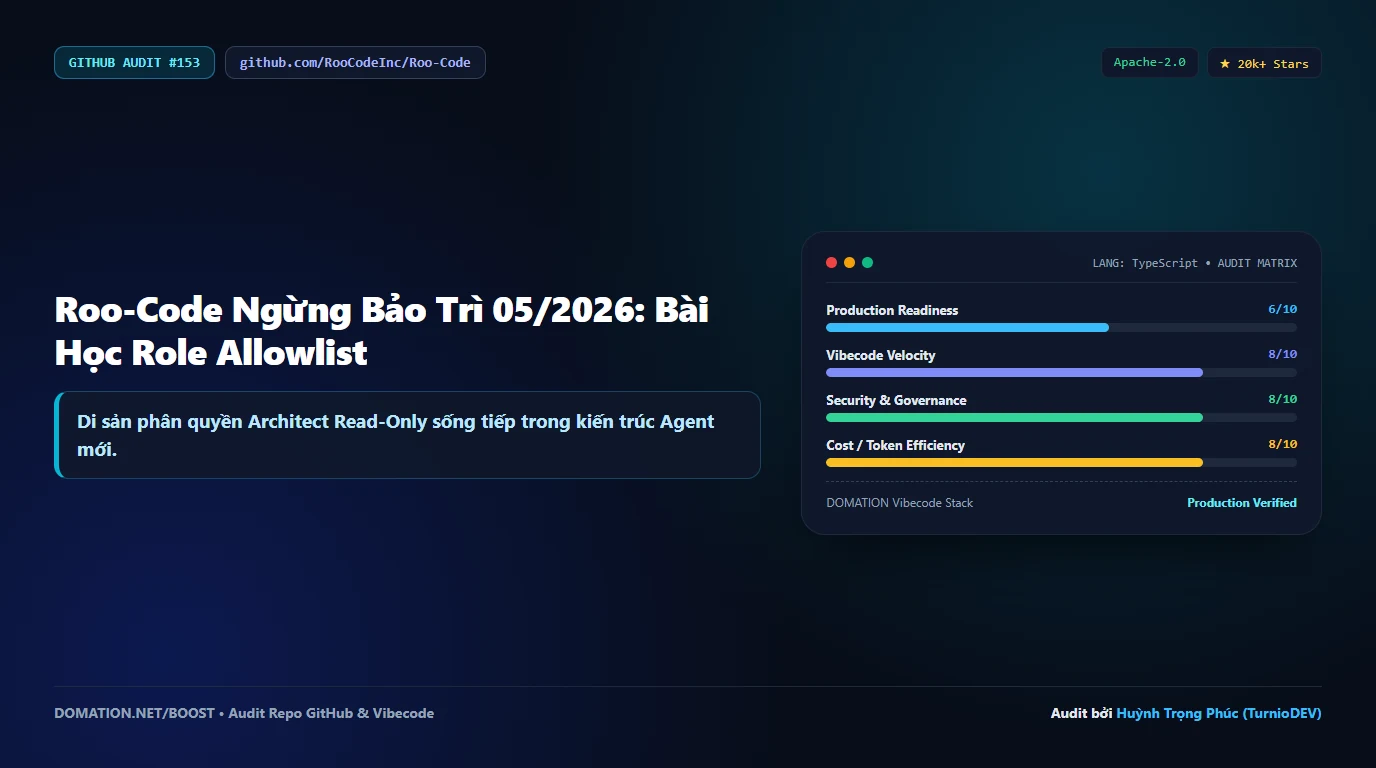 GITHUB AUDIT #153
github.com/RooCodeInc/Roo-Code
Apache-2.0
★ 20k+ Stars
Roo-Code Ngừng Bảo Trì 05/2026: Bài
Học Role Allowlist
Di sản phân quyền Architect Read-Only sống tiếp trong kiến trúc Agent
mới.
LANG: TypeScript • AUDIT MATRIX
Production Readiness 6/10
Vibecode Velocity 8/10
Security & Governance 8/10
Cost / Token Efficiency 8/10
DOMATION Vibecode Stack Production Verified
DOMATION.NET/BOOST • Audit Repo GitHub & Vibecode
Audit bởi Huỳnh Trọng Phúc (TurnioDEV)